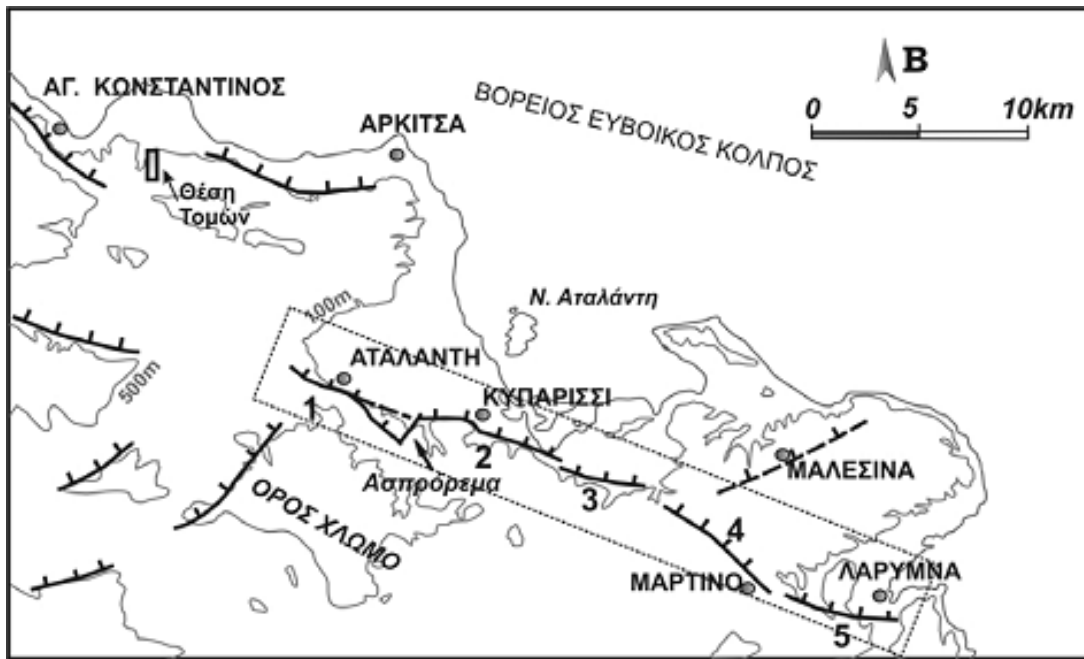 ΑΓ. ΚΩΝΣΤΑΝΤΙΝΟΣ
ΑΡΚΙΤΣΑ
ΒΟΡΕΙΟΣ ΕΥΒΟΙΚΟΣ ΚΟΛΠΟΣ
Β
0 5 10km
Θέση
Τομών
Ν. Αταλάντη
100m
500m
ΑΤΑΛΑΝΤΗ
ΚΥΠΑΡΙΣΣΙ
1
2
Ασπρόρεμα
3
ΜΑΛΕΣΙΝΑ
ΟΡΟΣ ΧΛΩΜΟ
4
ΜΑΡΤΙΝΟ
ΛΑΡΥΜΝΑ
5